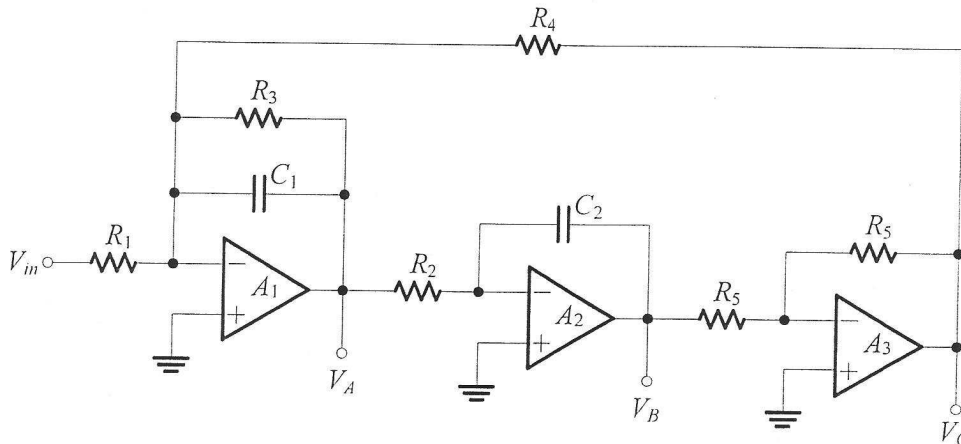 R4
R3
C1
R1
Vin
−
A1
+
VA
R2
C2
−
A2
+
VB
R5
R5
−
A3
+